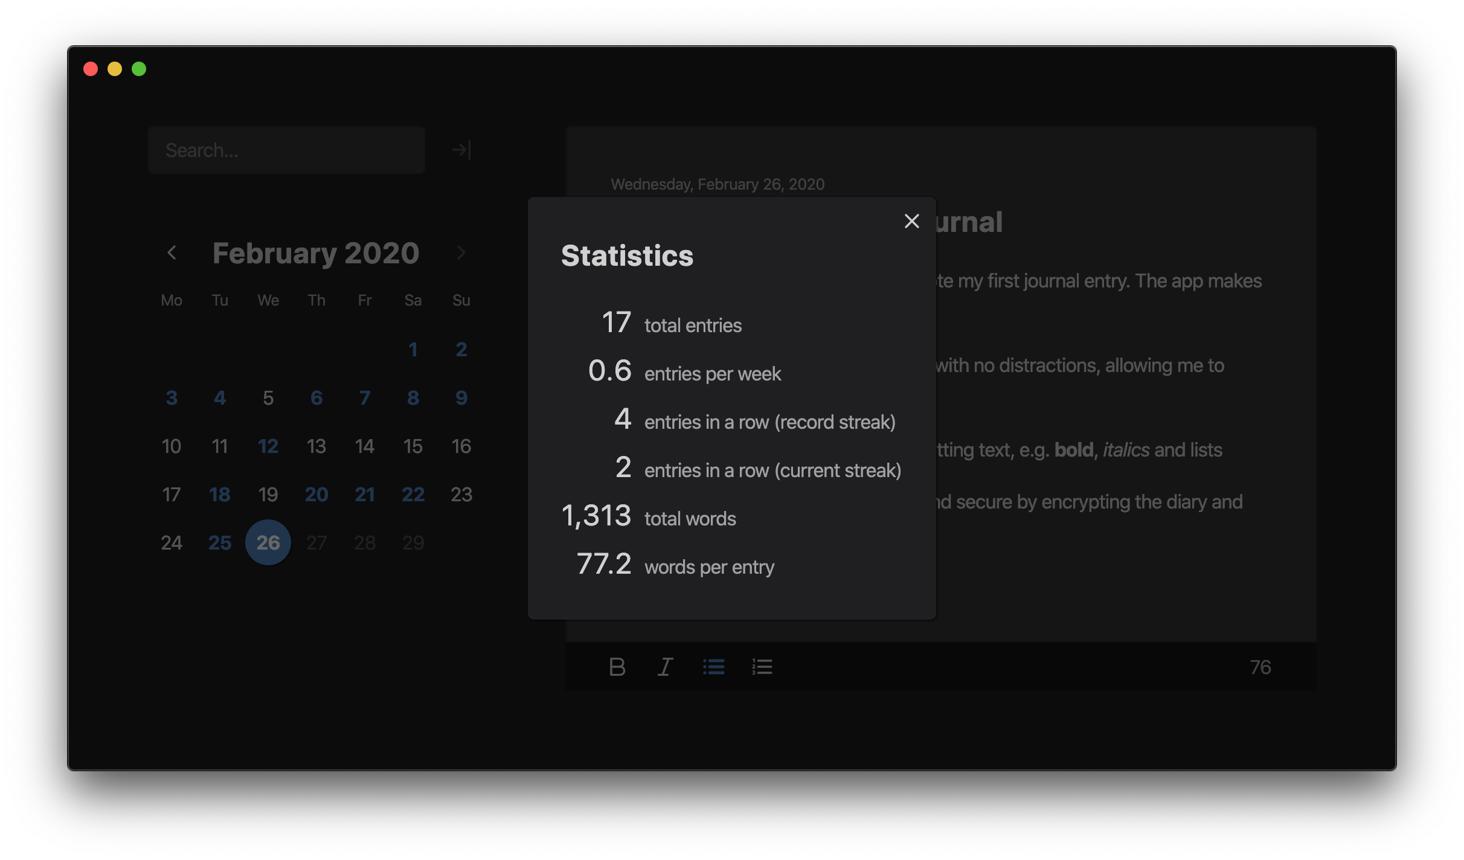 Search...
February 2020
Mo Tu We Th Fr Sa Su
1 2
3 4 5 6 7 8 9
10 11 12 13 14 15 16
17 18 19 20 21 22 23
24 25 26 27 28 29
Wednesday, February 26, 2020
urnal
te my first journal entry. The app makes
with no distractions, allowing me to
tting text, e.g. bold, italics and lists
nd secure by encrypting the diary and
Statistics
17 total entries
0.6 entries per week
4 entries in a row (record streak)
2 entries in a row (current streak)
1,313 total words
77.2 words per entry
B I
76